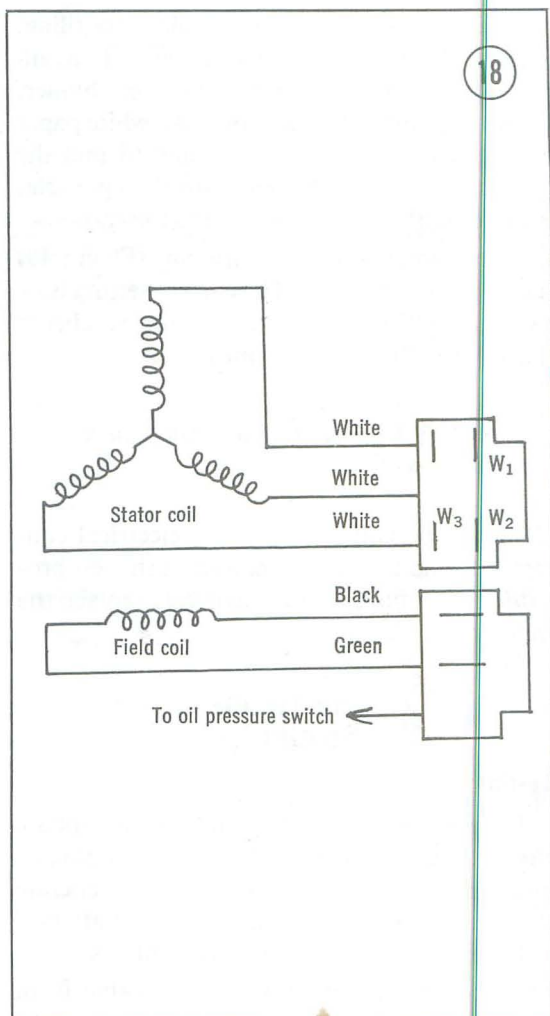 18
White
W₁
White
Stator coil
W₃
W₂
White
Black
Field coil
Green
To oil pressure switch